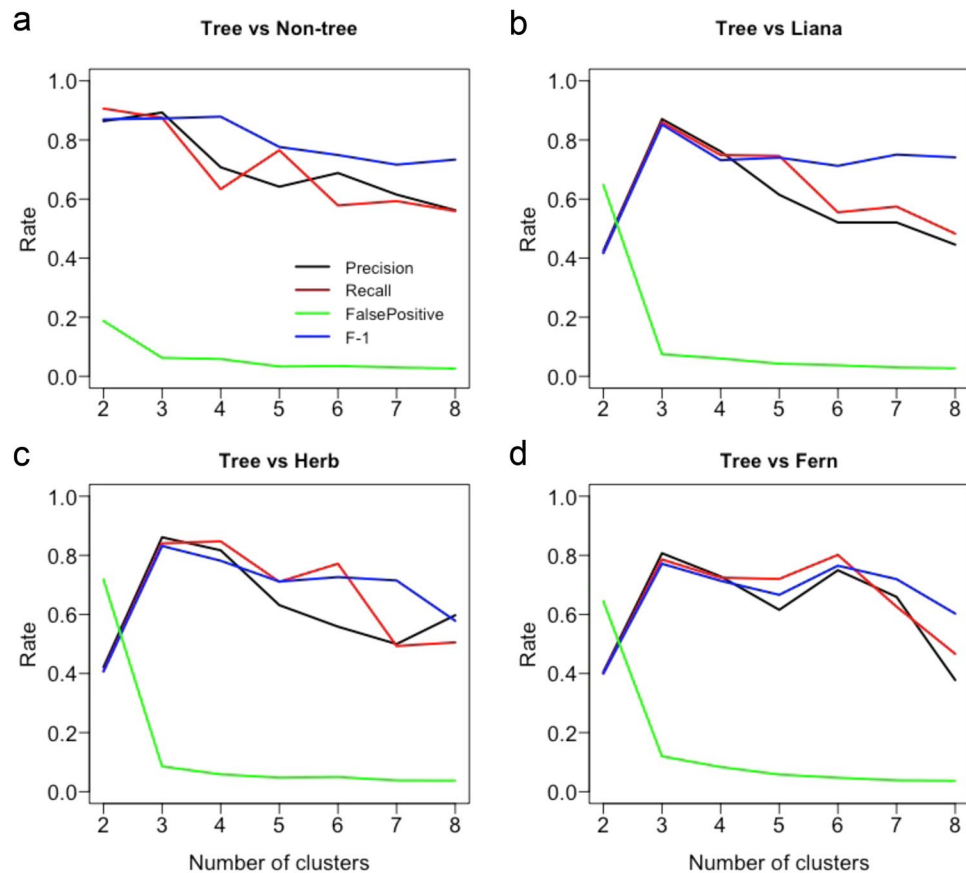 a
Tree vs Non-tree
1.0
0.8
0.6
0.4
0.2
0.0
Rate
Precision
Recall
FalsePositive
F-1
2 3 4 5 6 7 8
b
Tree vs Liana
1.0
0.8
0.6
0.4
0.2
0.0
Rate
2 3 4 5 6 7 8
c
Tree vs Herb
1.0
0.8
0.6
0.4
0.2
0.0
Rate
2 3 4 5 6 7 8
Number of clusters
d
Tree vs Fern
1.0
0.8
0.6
0.4
0.2
0.0
Rate
2 3 4 5 6 7 8
Number of clusters